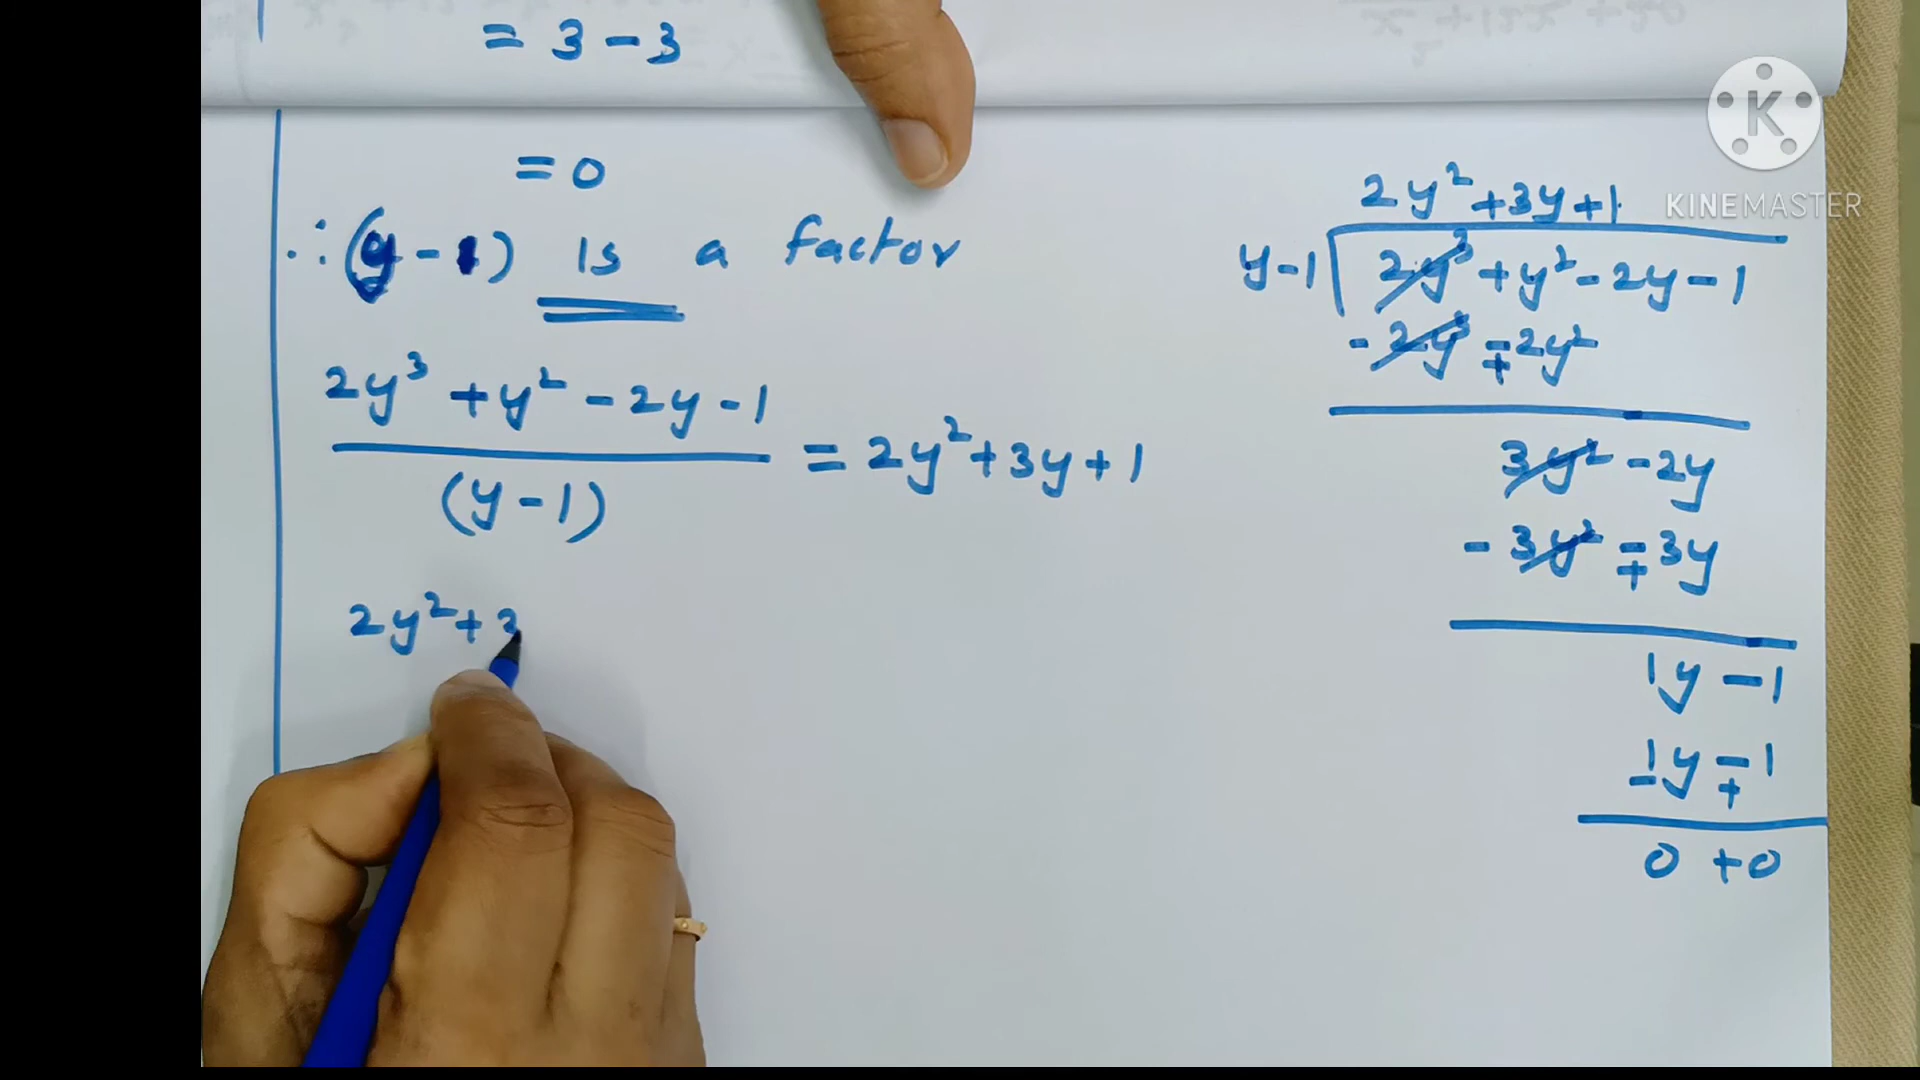 = 3 - 3
= 0
∴ (y - 1) is a factor
2y³ + y² - 2y - 1
(y - 1)
= 2y² + 3y + 1
2y² + 3
2y² + 3y + 1
y - 1
2y³ + y² - 2y - 1
- 2y³ ∓ 2y²
3y² - 2y
- 3y² ∓ 3y
1y - 1
-1y ∓ 1
0 + 0
K
KINEMASTER